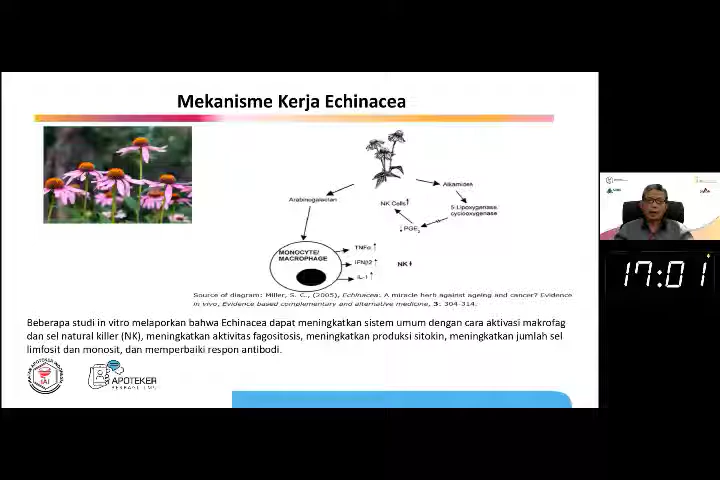 Mekanisme Kerja Echinacea
Arabinogalactan
Alkamides
NK Cells↑
5-Lipoxygenase
cyclooxygenase
↓PGE₂
MONOCYTE/
MACROPHAGE
TNFα ↑
IFNβ2 ↑
IL-1 ↑
Source of diagram: Miller, S. C., (2005), Echinacea: A miracle herb against ageing and cancer? Evidence
in vivo, Evidence based complementary and alternative medicine, 3: 304-314.
Beberapa studi in vitro melaporkan bahwa Echinacea dapat meningkatkan sistem umum dengan cara aktivasi makrofag
dan sel natural killer (NK), meningkatkan aktivitas fagositosis, meningkatkan produksi sitokin, meningkatkan jumlah sel
limfosit dan monosit, dan memperbaiki respon antibodi.
IAI
APOTEKER
17:01